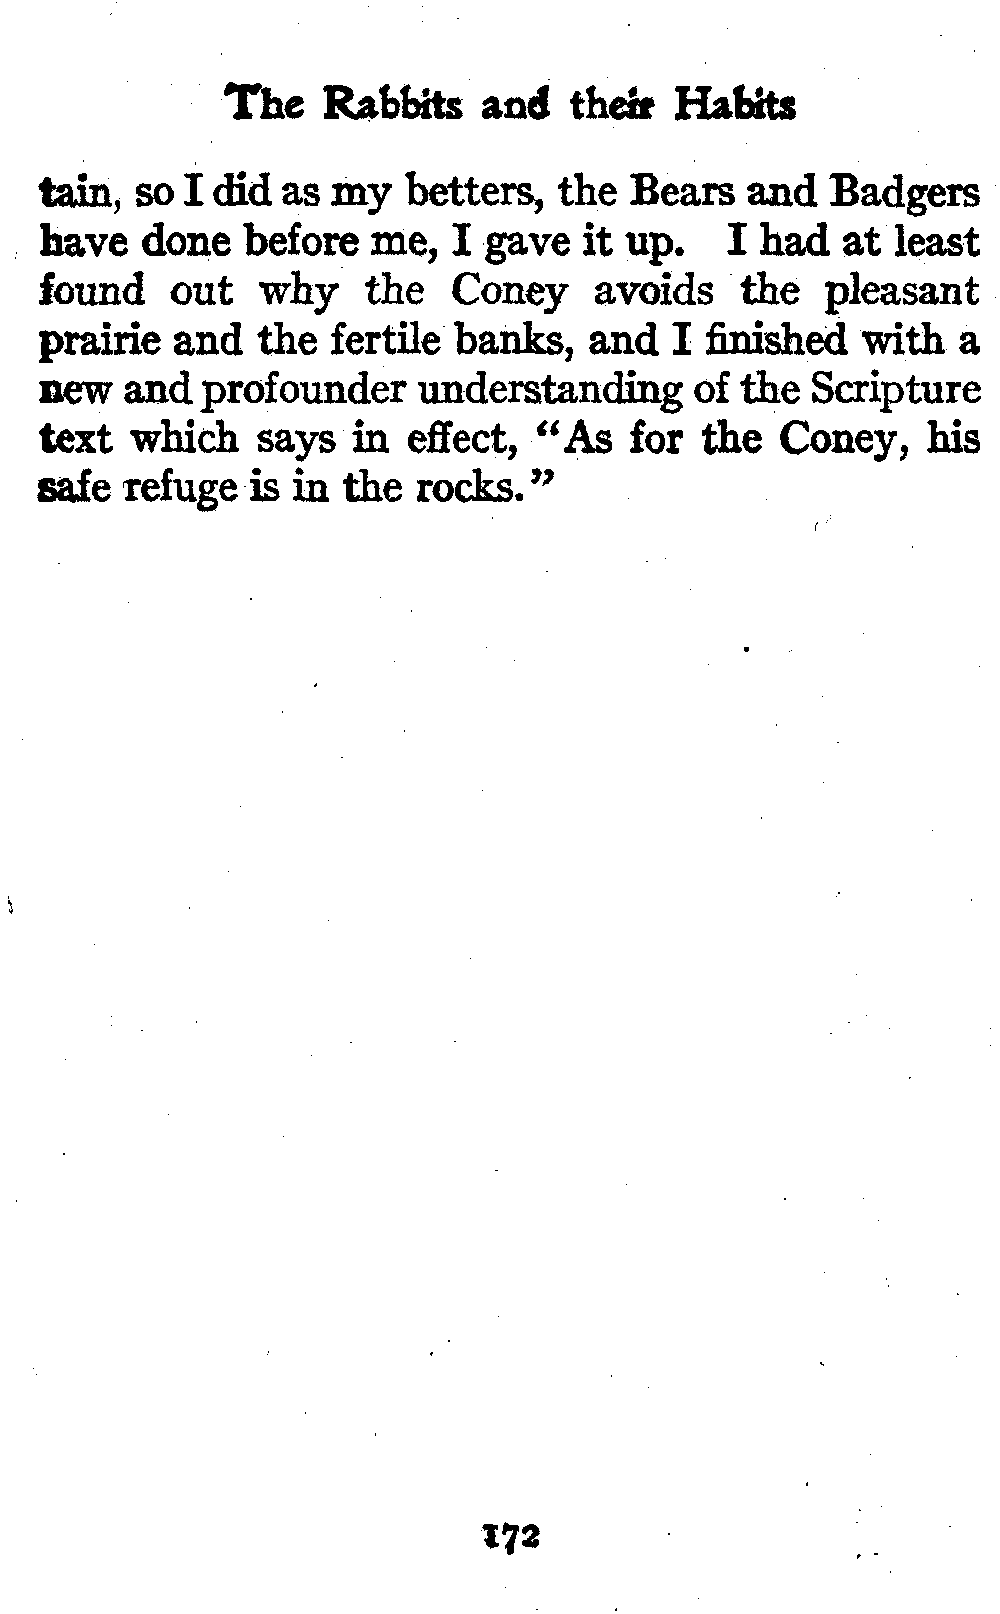 The Rabbits and their Habits
tain, so I did as my betters, the Bears and Badgers
have done before me, I gave it up. I had at least
found out why the Coney avoids the pleasant
prairie and the fertile banks, and I finished with a
new and profounder understanding of the Scripture
text which says in effect, “As for the Coney, his
safe refuge is in the rocks.”
172